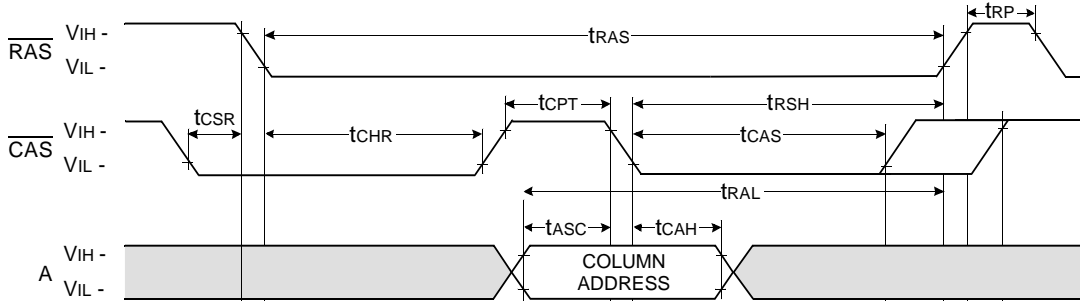 tRP
VIH -
RAS
tRAS
VIL -
tCSR
tCPT
tRSH
VIH -
CAS
tCHR
tCAS
VIL -
tRAL
tASC
tCAH
VIH -
A
COLUMN
ADDRESS
VIL -